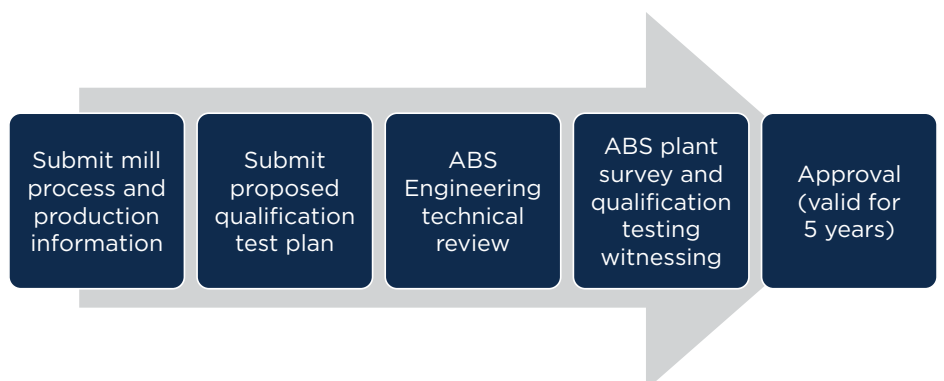 Submit mill
process and
production
information
Submit
proposed
qualification
test plan
ABS
Engineering
technical
review
ABS plant
survey and
qualification
testing
witnessing
Approval
(valid for
5 years)